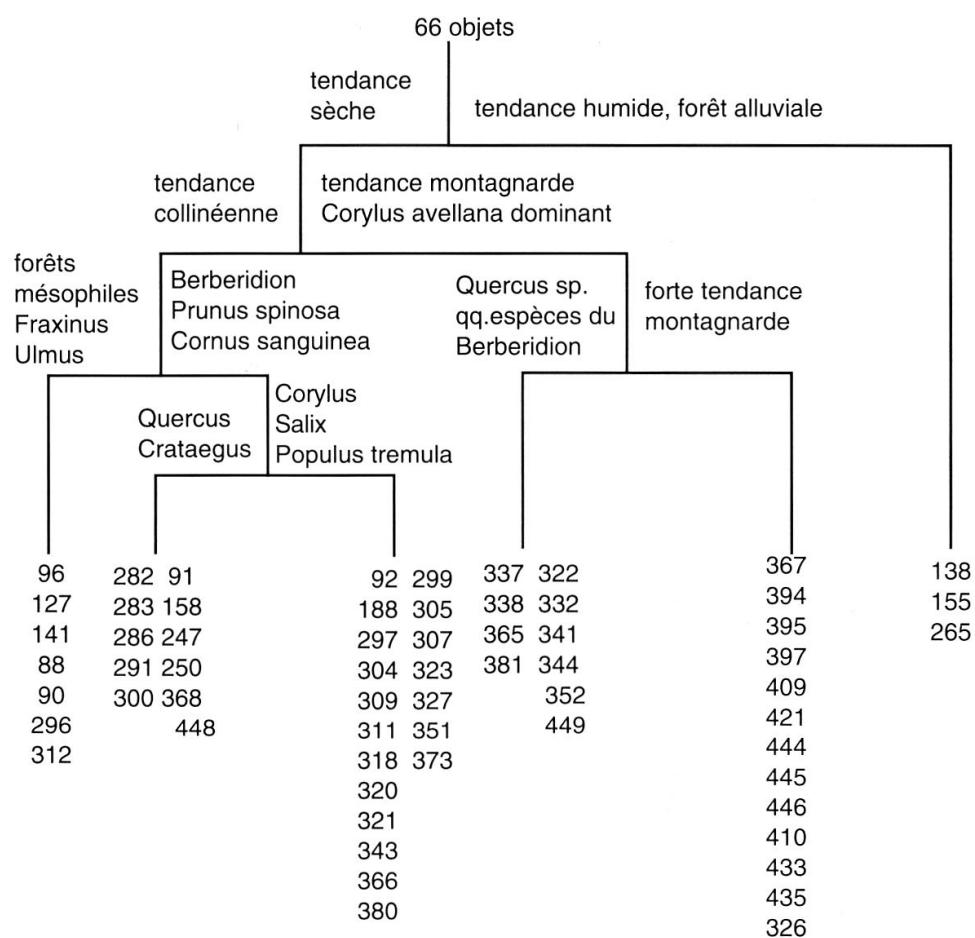 66 objets
tendance
sèche
tendance humide, forêt alluviale
tendance
collinéenne
tendance montagnarde
Corylus avellana dominant
forêts
mésophiles
Fraxinus
Ulmus
Berberidion
Prunus spinosa
Cornus sanguinea
Quercus sp.
qq.espèces du
Berberidion
forte tendance
montagnarde
Quercus
Crataegus
Corylus
Salix
Populus tremula
96
127
141
88
90
296
312
282 91
283 158
286 247
291 250
300 368
448
92 299
188 305
297 307
304 323
309 327
311 351
318 373
320
321
343
366
380
337 322
338 332
365 341
381 344
352
449
367
394
395
397
409
421
444
445
446
410
433
435
326
138
155
265